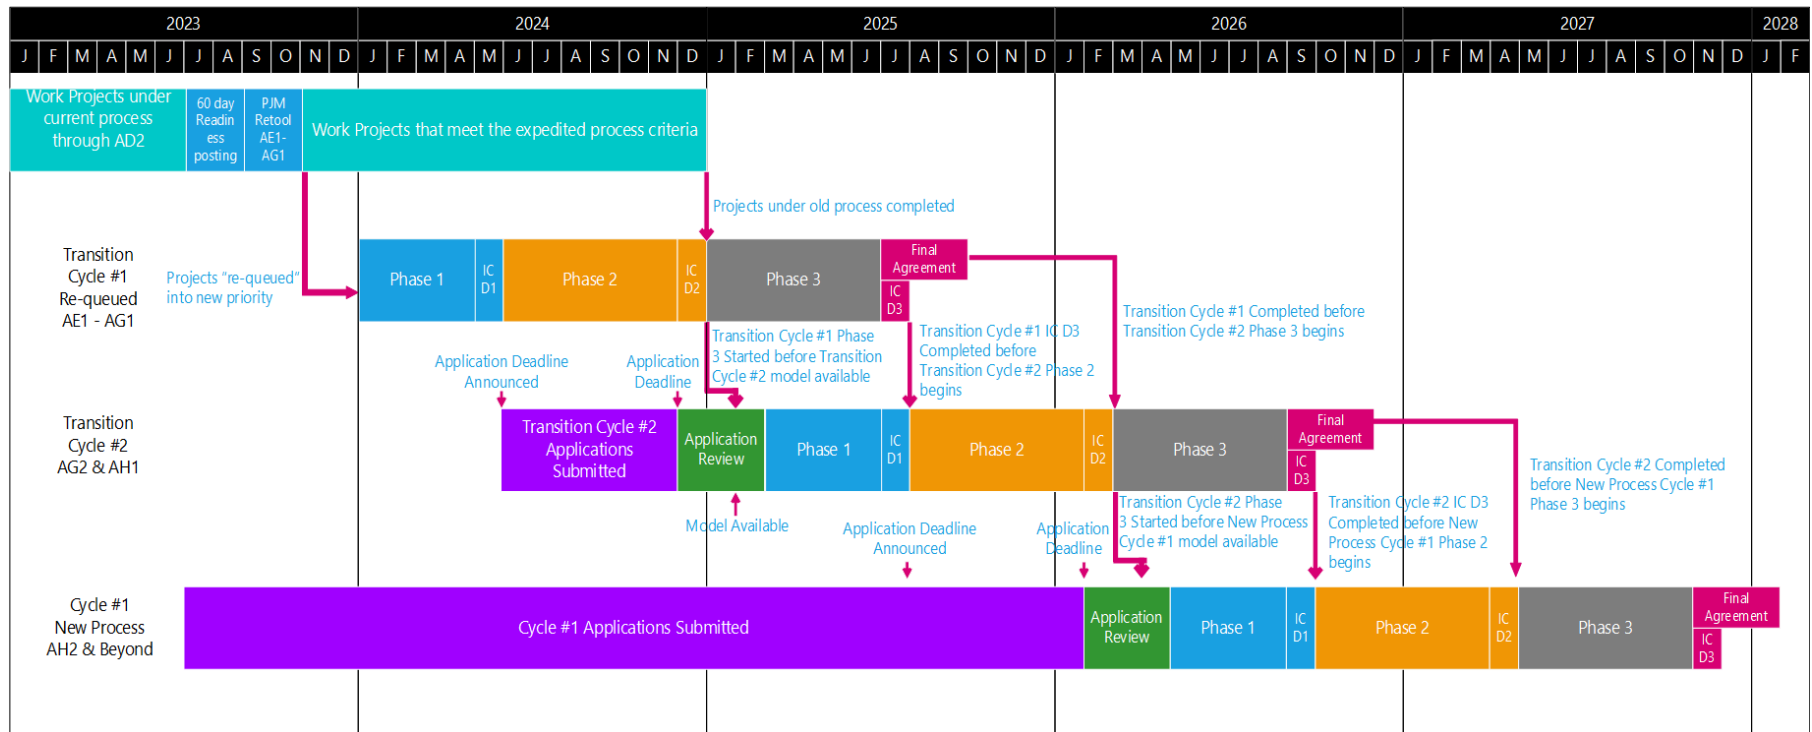 2023 2024 2025 2026 2027 2028
J F M A M J J A S O N D J F M A M J J A S O N D J F M A M J J A S O N D J F M A M J J A S O N D J F M A M J J A S O N D J F
Work Projects under
current process
through AD2
60 day
Readin
ess
posting
PJM
Retool
AE1-
AG1
Work Projects that meet the expedited process criteria
Projects under old process completed
Transition
Cycle #1
Re-queued
AE1 - AG1
Projects "re-queued"
into new priority
Phase 1
IC
D1
Phase 2
IC
D2
Phase 3
Final
Agreement
IC
D3
Transition Cycle #1 Phase
3 Started before Transition
Cycle #2 model available
Transition Cycle #1 IC D3
Completed before
Transition Cycle #2 Phase 2
begins
Transition Cycle #1 Completed before
Transition Cycle #2 Phase 3 begins
Application Deadline
Announced
Application
Deadline
Transition
Cycle #2
AG2 & AH1
Transition Cycle #2
Applications
Submitted
Application
Review
Phase 1
IC
D1
Phase 2
IC
D2
Phase 3
Final
Agreement
IC
D3
Model Available
Application Deadline
Announced
Application
Deadline
Transition Cycle #2 Phase
3 Started before New Process
Cycle #1 model available
Transition Cycle #2 IC D3
Completed before New
Process Cycle #1 Phase 2
begins
Transition Cycle #2 Completed
before New Process Cycle #1
Phase 3 begins
Cycle #1
New Process
AH2 & Beyond
Cycle #1 Applications Submitted
Application
Review
Phase 1
IC
D1
Phase 2
IC
D2
Phase 3
Final
Agreement
IC
D3